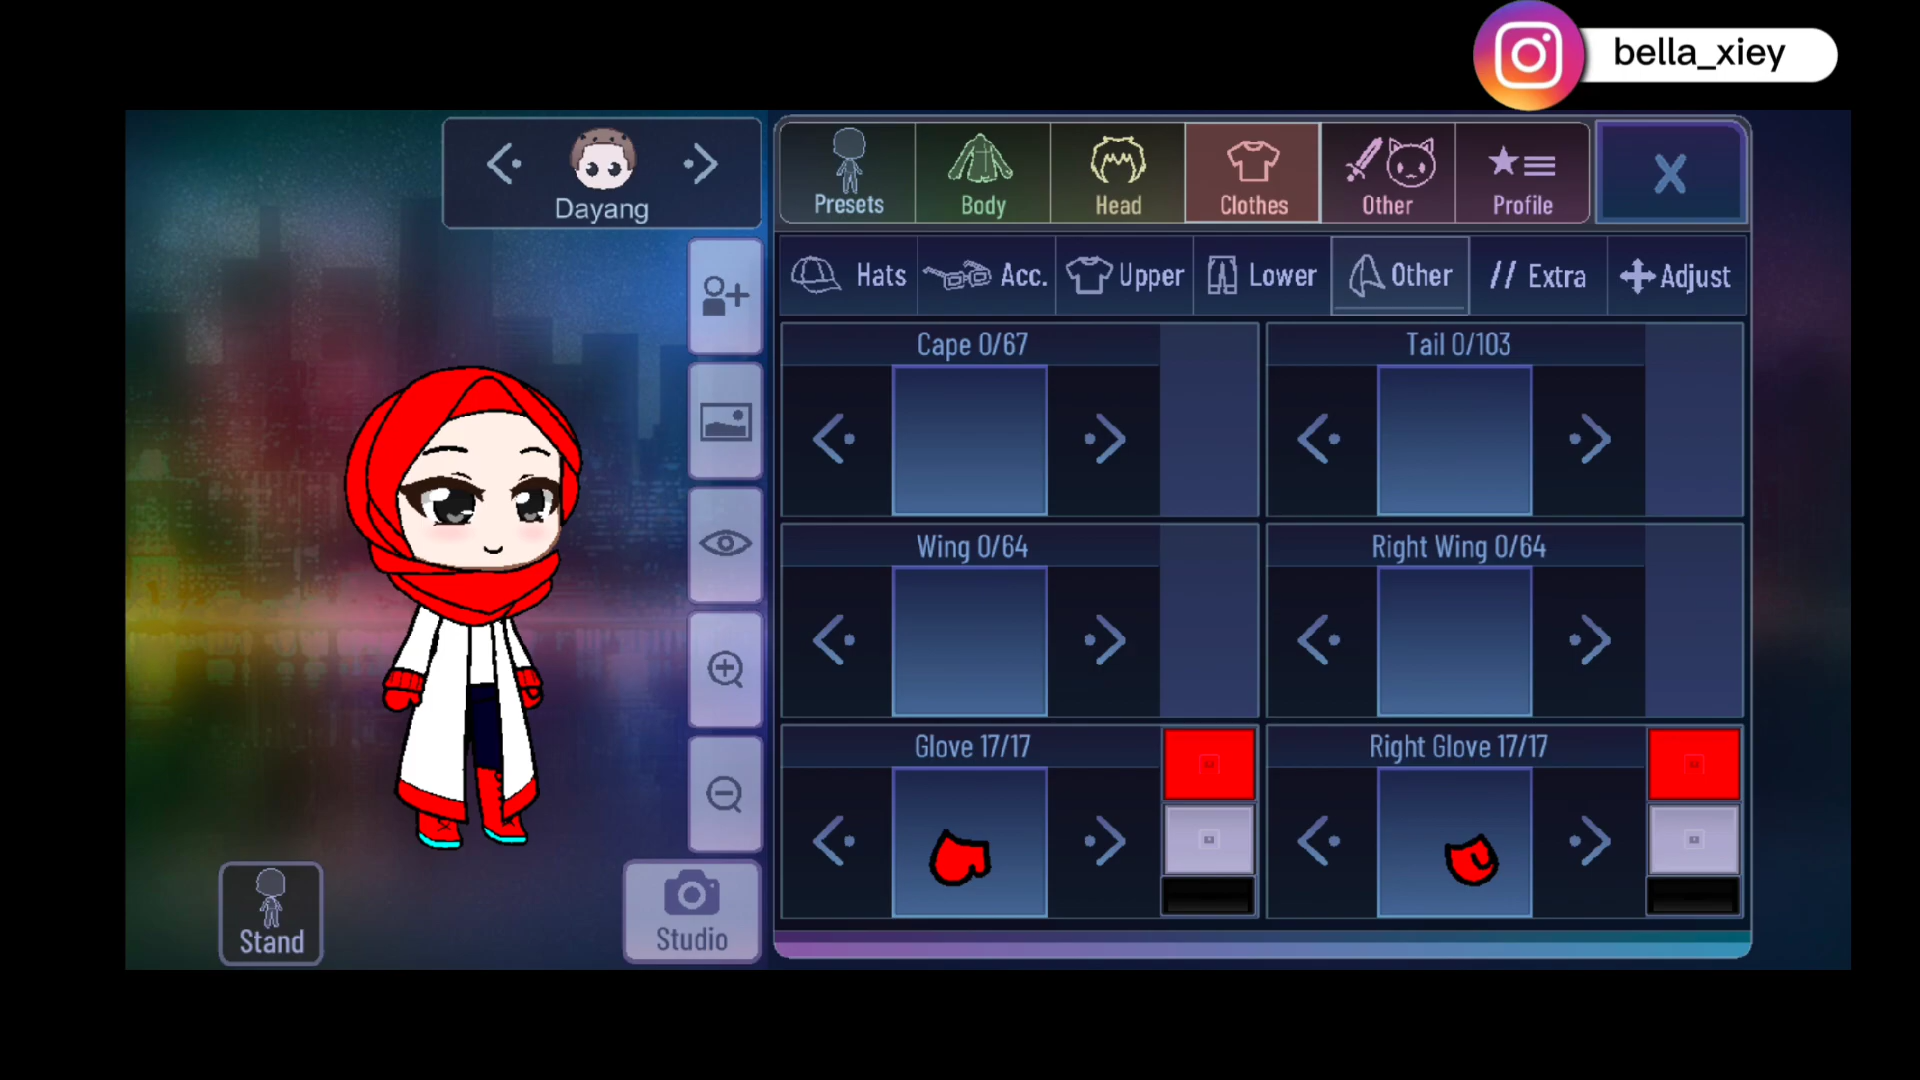 bella_xiey
Dayang
Presets
Body
Head
Clothes
Other
Profile
X
Hats
Acc.
Upper
Lower
Other
Extra
Adjust
Cape 0/67
Tail 0/103
Wing 0/64
Right Wing 0/64
Glove 17/17
Right Glove 17/17
Stand
Studio